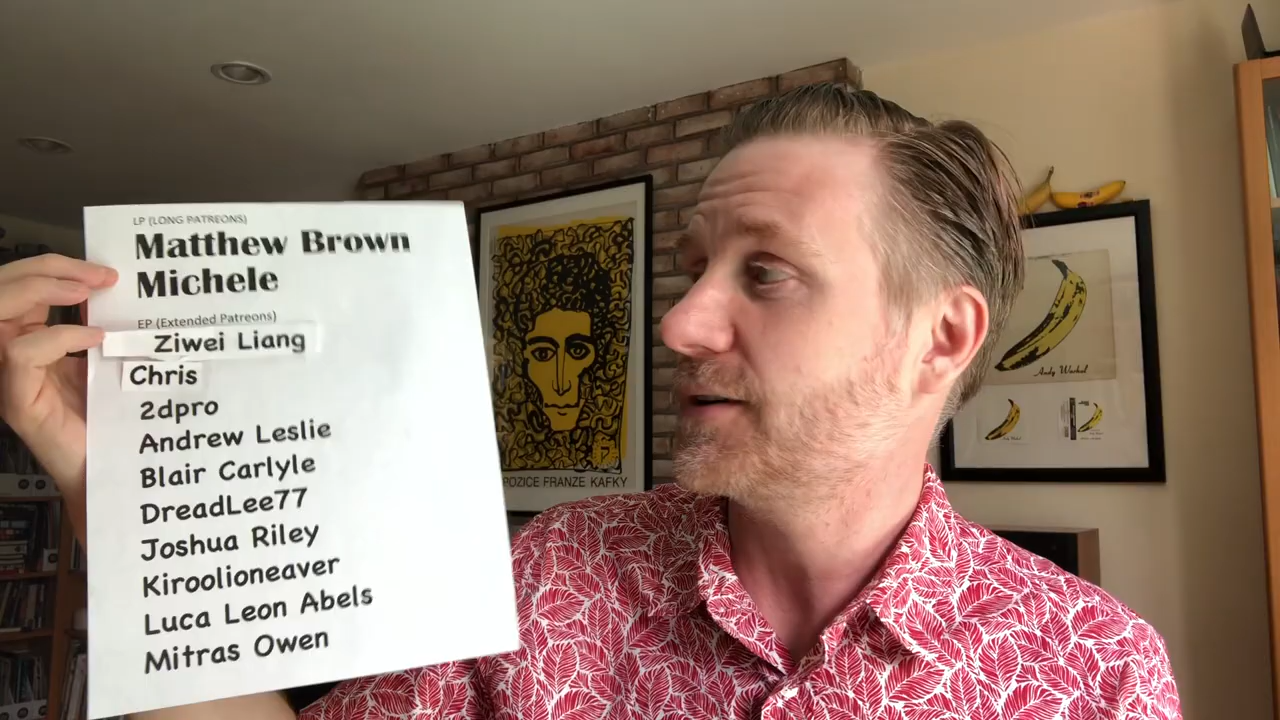 LP (LONG PATREONS)
Matthew Brown
Michele
EP (Extended Patreons)
Ziwei Liang
Chris
2dpro
Andrew Leslie
Blair Carlyle
DreadLee77
Joshua Riley
Kiroolioneaver
Luca Leon Abels
Mitras Owen
POZICE FRANZE KAFKY
Andy Warhol